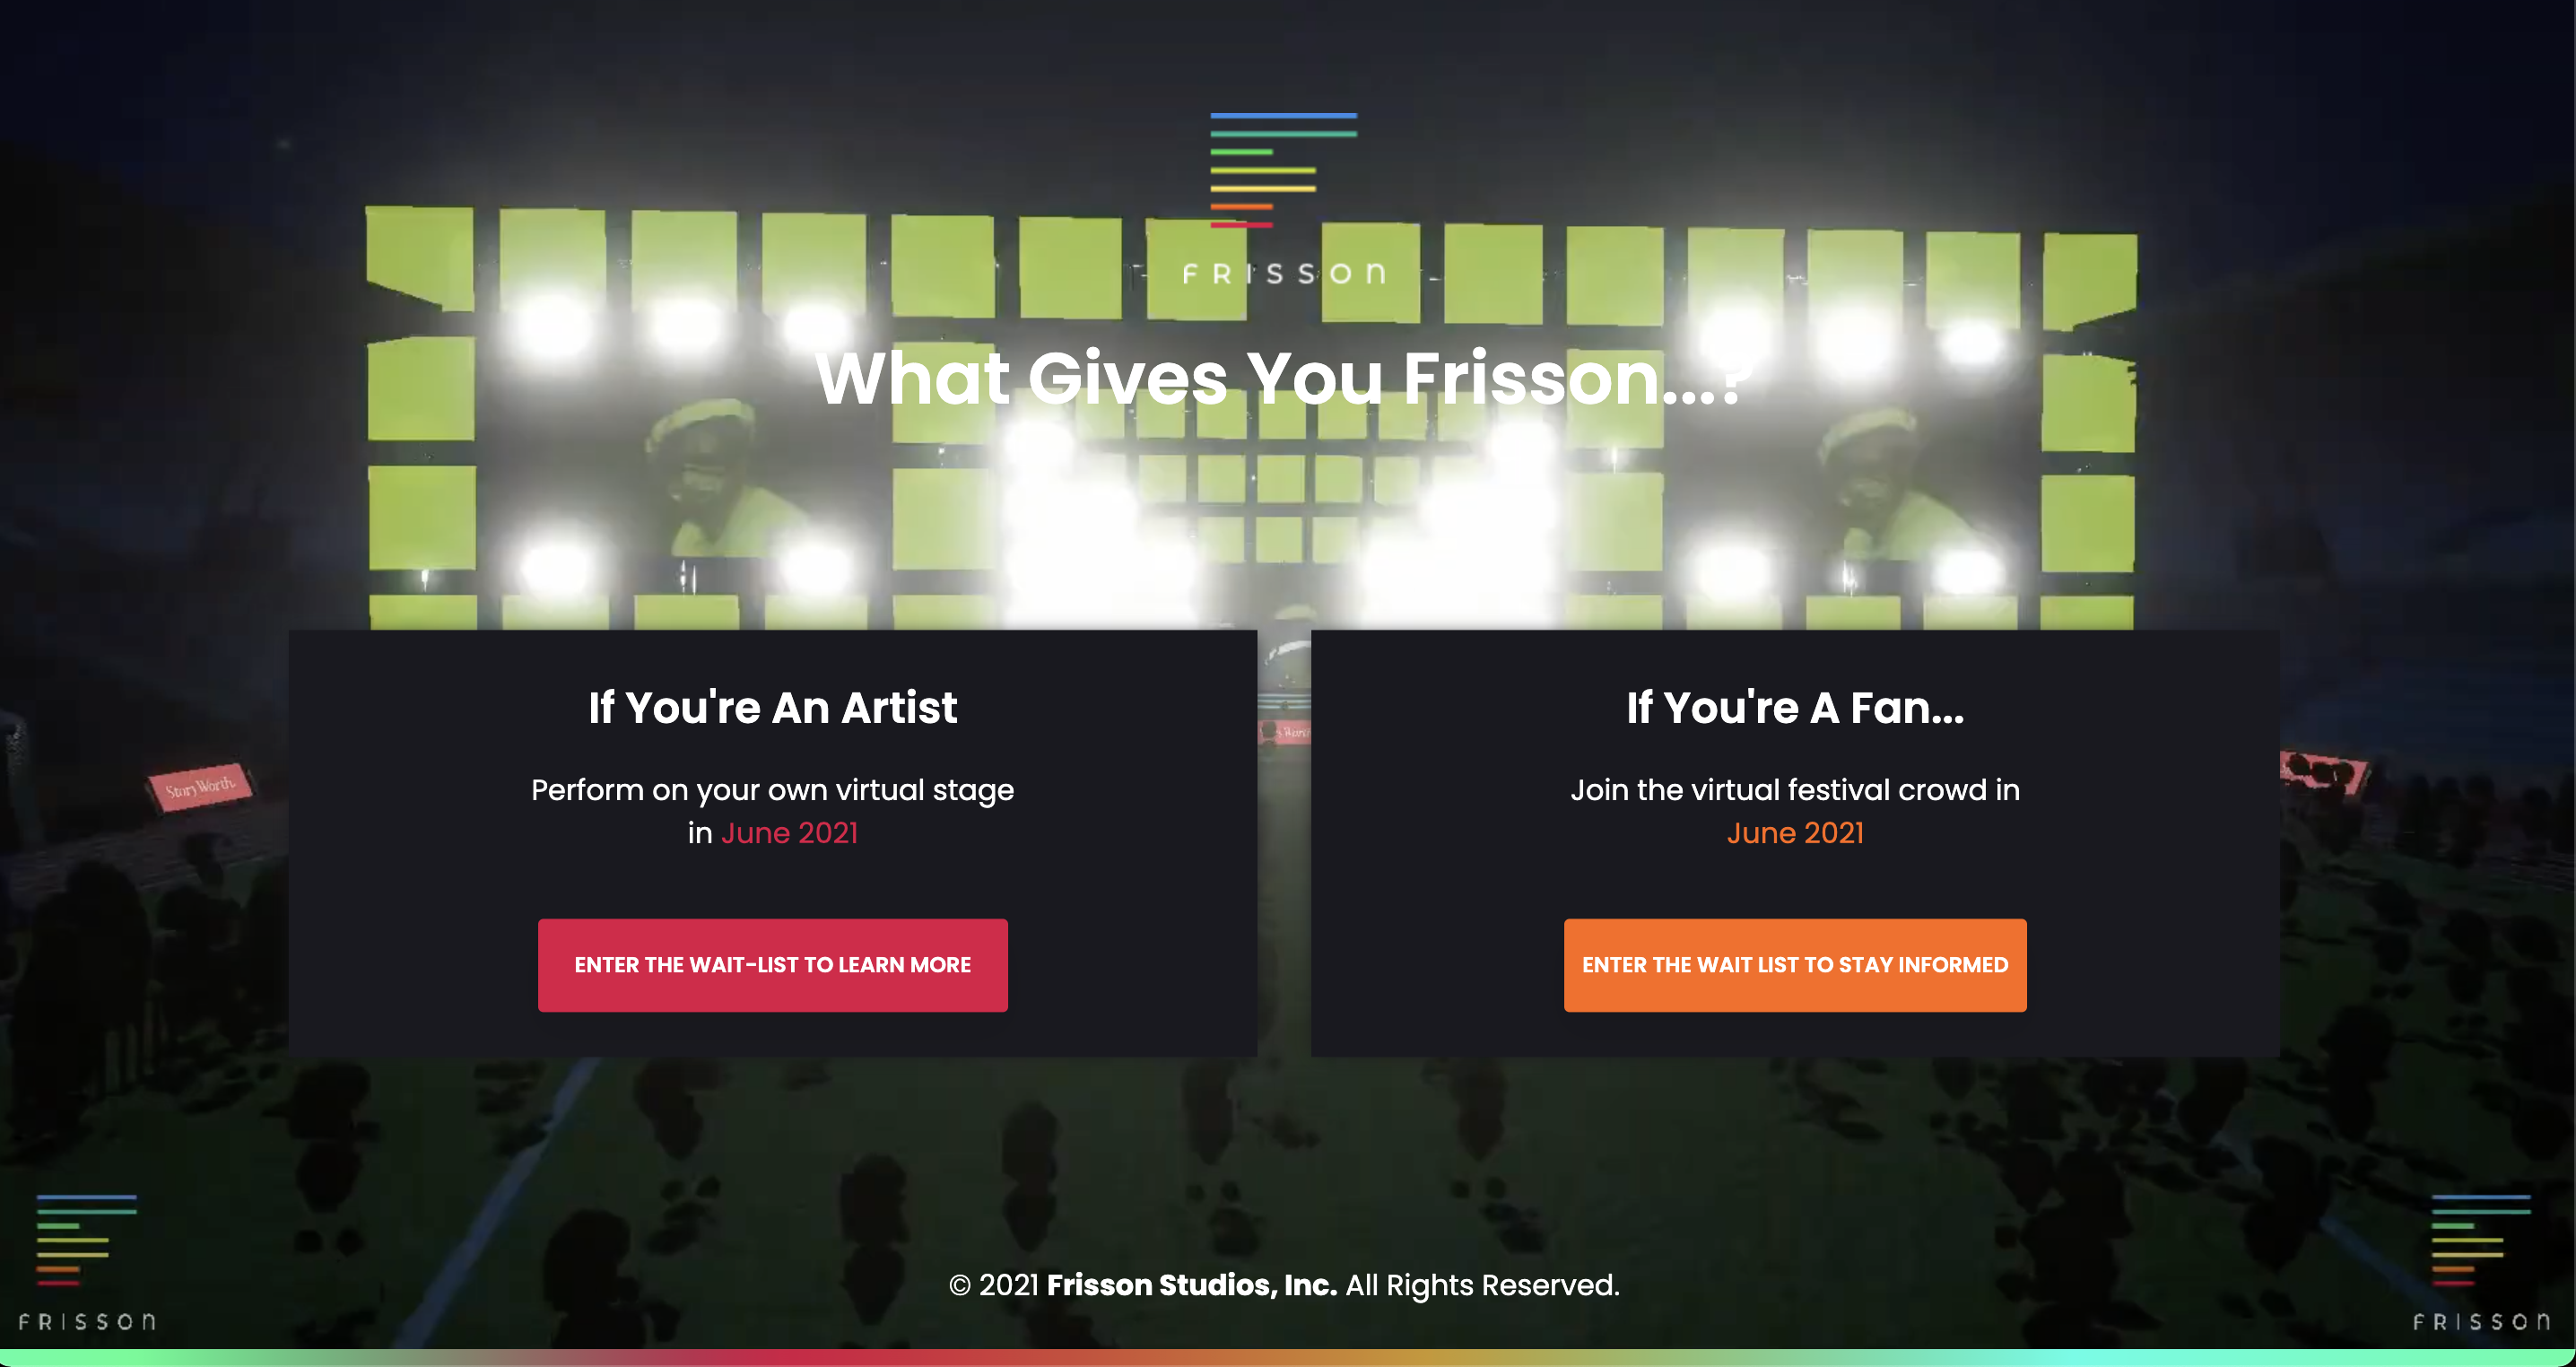 FRISSON
What Gives You Frisson...?
If You're An Artist
Perform on your own virtual stage
in June 2021
ENTER THE WAIT-LIST TO LEARN MORE
If You're A Fan...
Join the virtual festival crowd in
June 2021
ENTER THE WAIT LIST TO STAY INFORMED
StoryWorth
© 2021 Frisson Studios, Inc. All Rights Reserved.
FRISSON
FRISSON